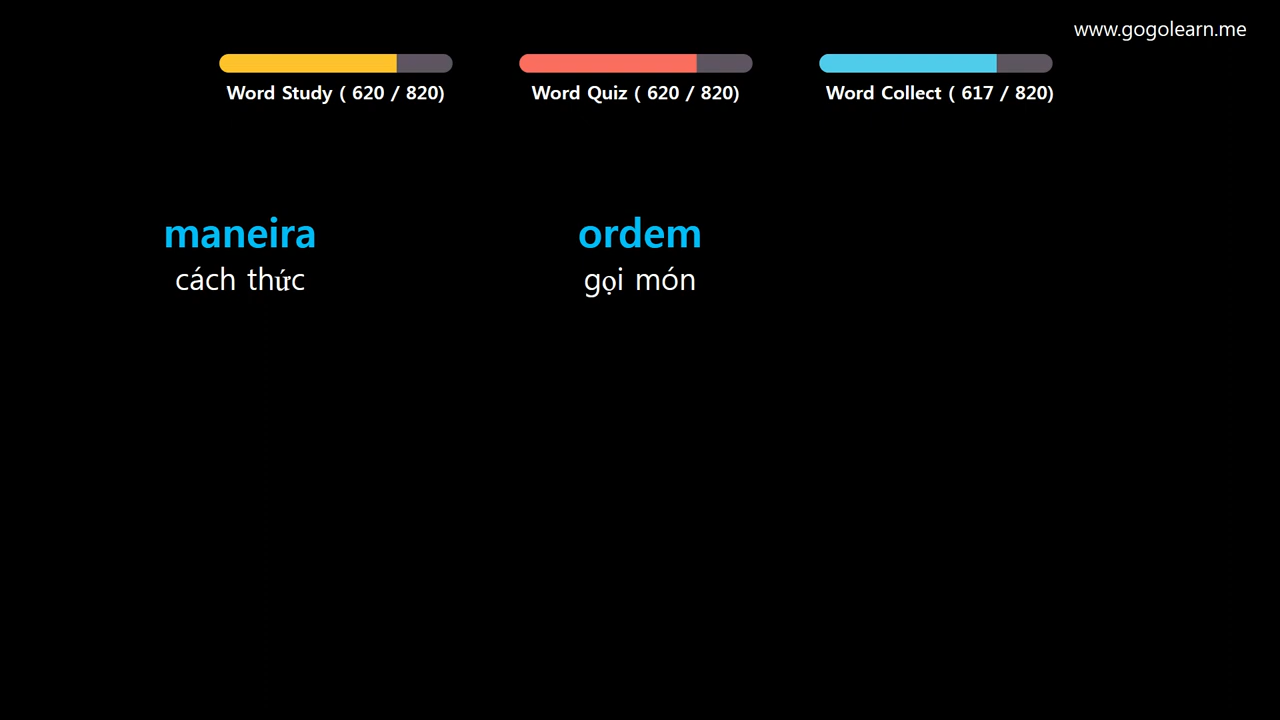 www.gogolearn.me
Word Study ( 620 / 820)
Word Quiz ( 620 / 820)
Word Collect ( 617 / 820)
maneira
cách thức
ordem
gọi món